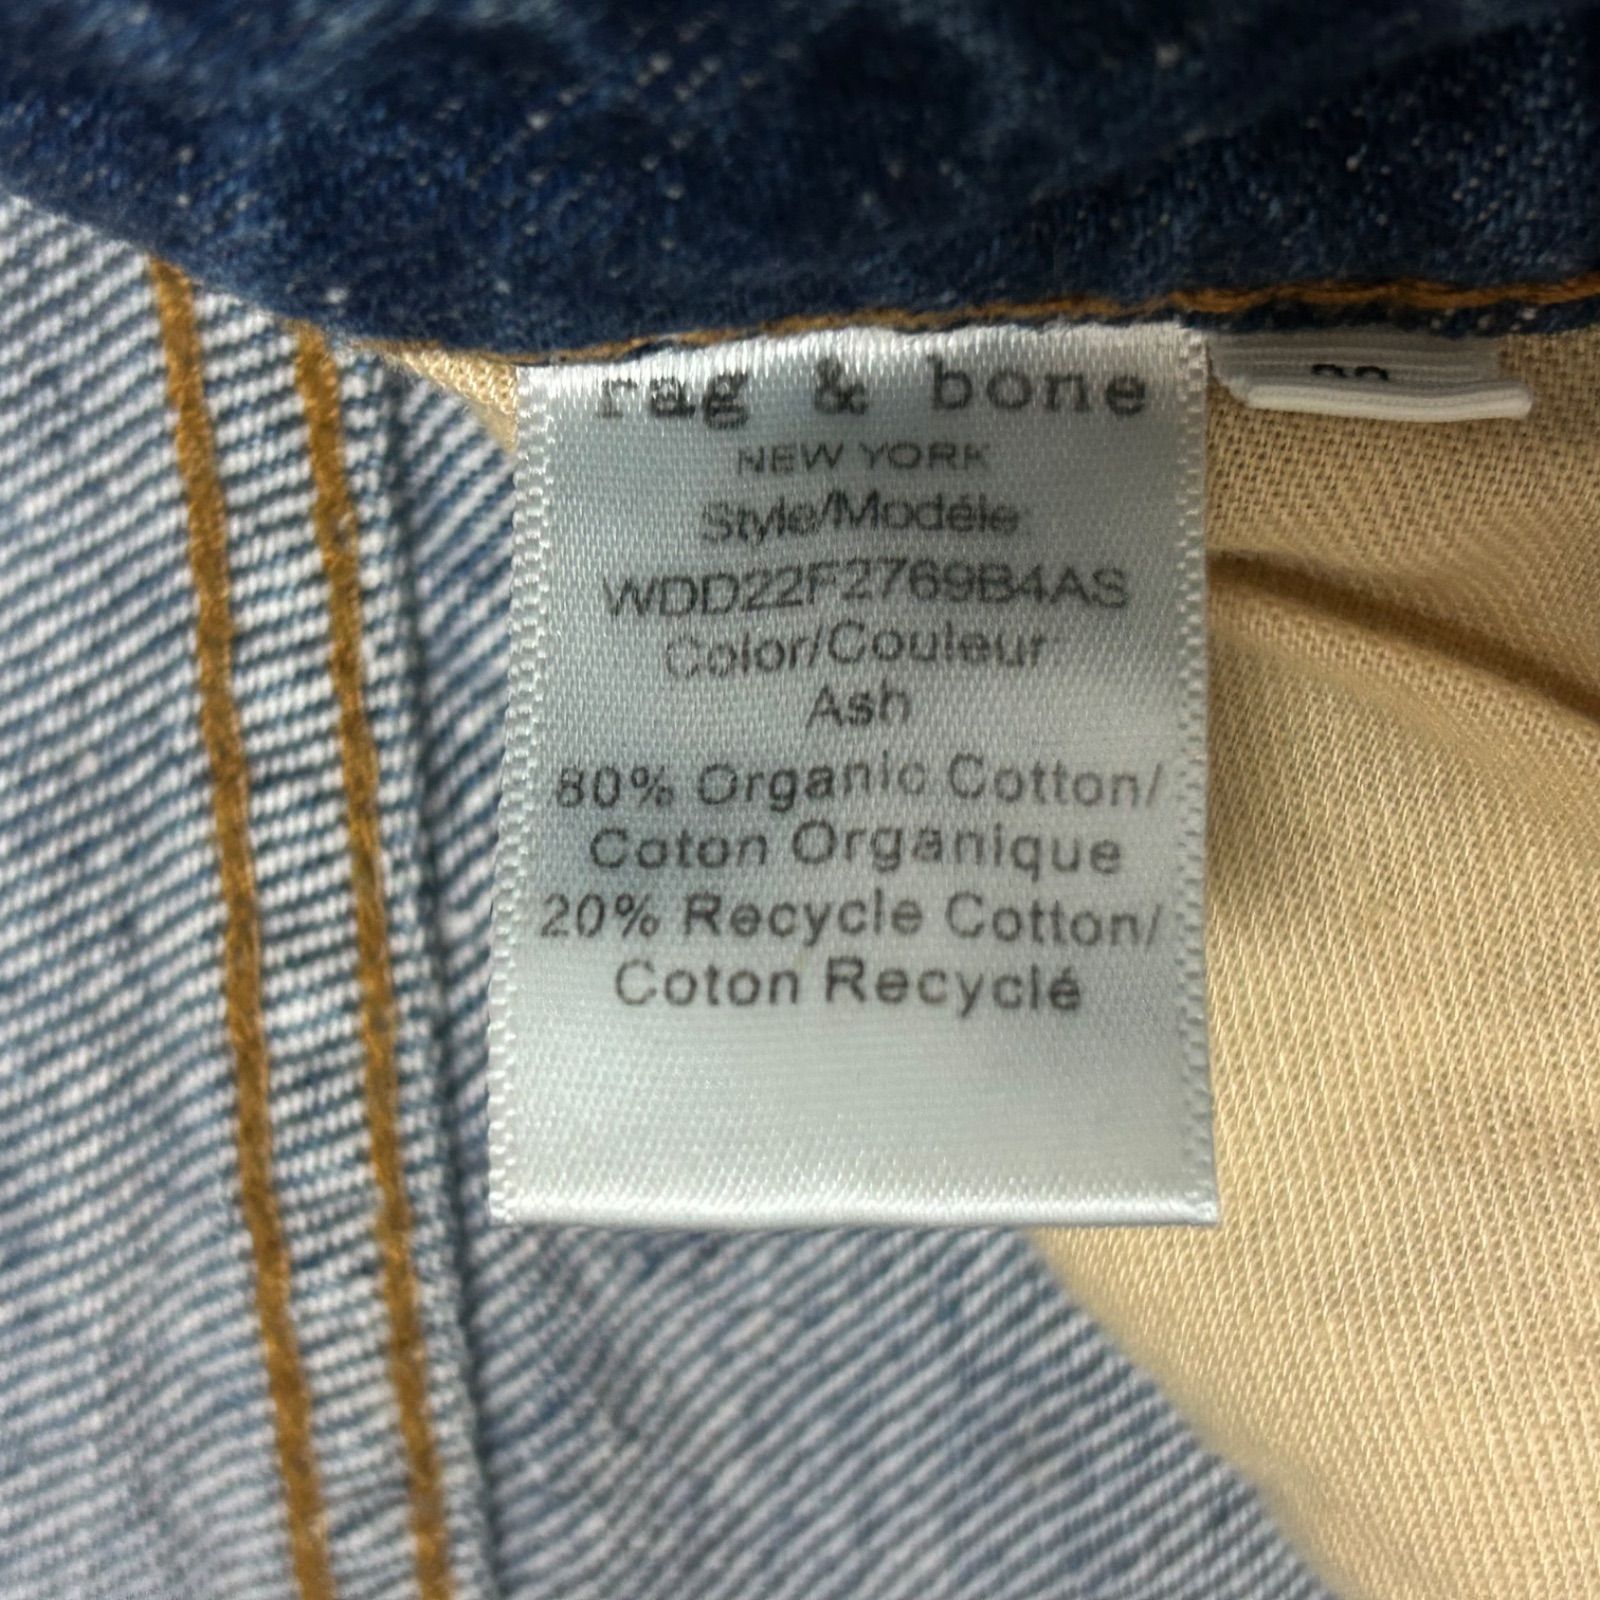 rag & bone
NEW YORK
Style/Modéle
WDD22F2769B4AS
Color/Couleur
Ash
80% Organic Cotton/
Coton Organique
20% Recycle Cotton/
Coton Recyclé